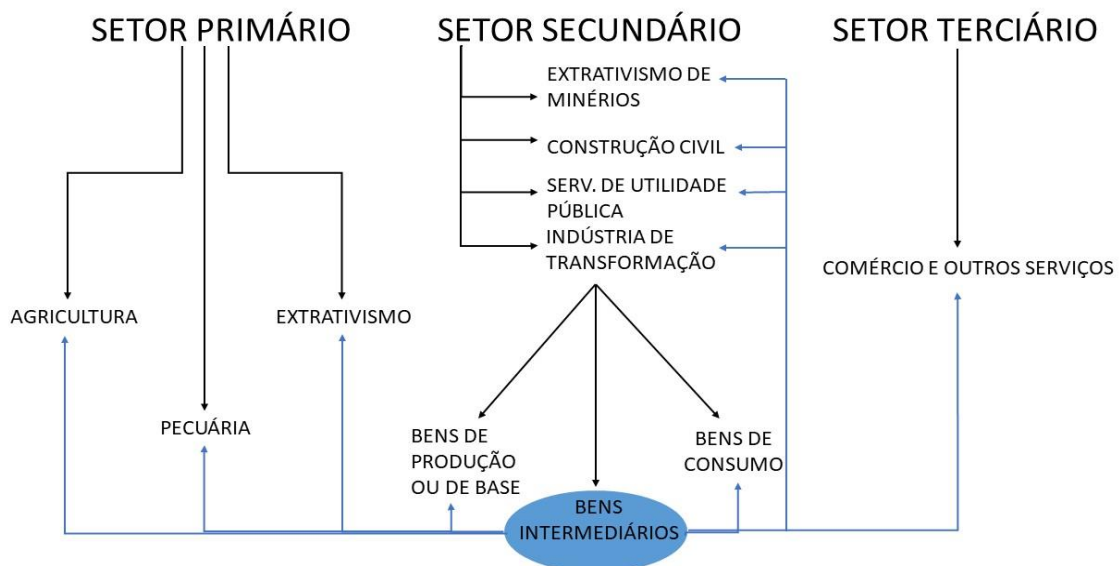 SETOR PRIMÁRIO
SETOR SECUNDÁRIO
SETOR TERCIÁRIO
EXTRATIVISMO DE
MINÉRIOS
CONSTRUÇÃO CIVIL
SERV. DE UTILIDADE
PÚBLICA
INDÚSTRIA DE
TRANSFORMAÇÃO
COMÉRCIO E OUTROS SERVIÇOS
AGRICULTURA
EXTRATIVISMO
PECUÁRIA
BENS DE
PRODUÇÃO
OU DE BASE
BENS DE
CONSUMO
BENS
INTERMEDIÁRIOS